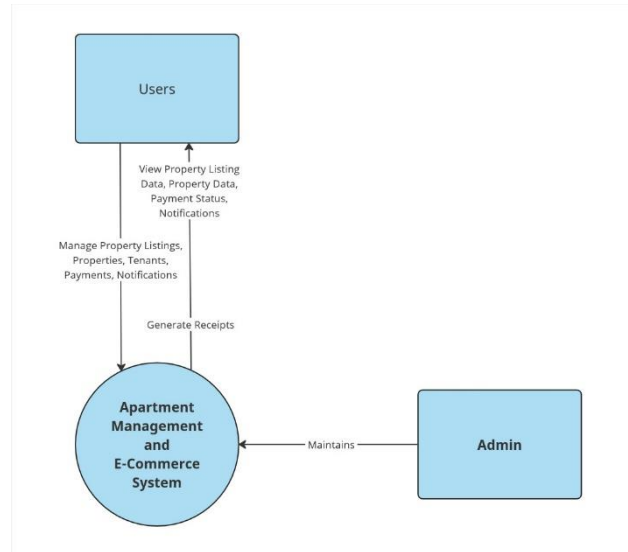 Users
View Property Listing
Data, Property Data,
Payment Status,
Notifications
Manage Property Listings,
Properties, Tenants,
Payments, Notifications
Generate Receipts
Apartment
Management
and
E-Commerce
System
Maintains
Admin